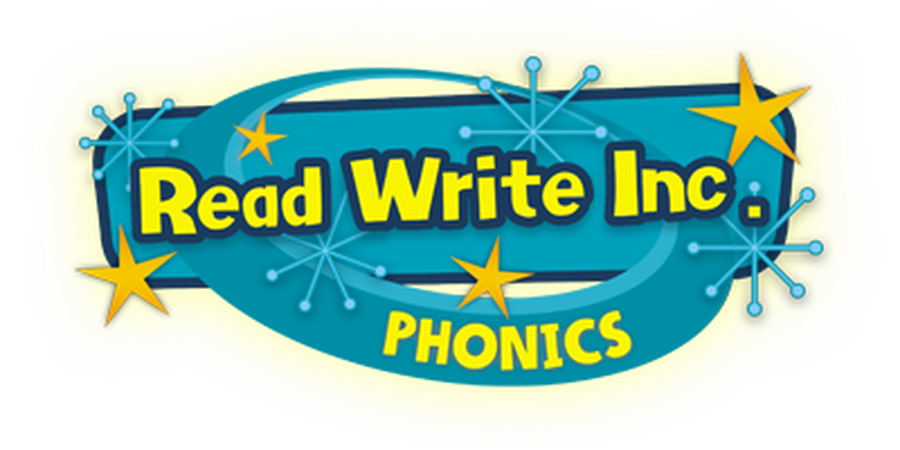 Read Write Inc.
PHONICS